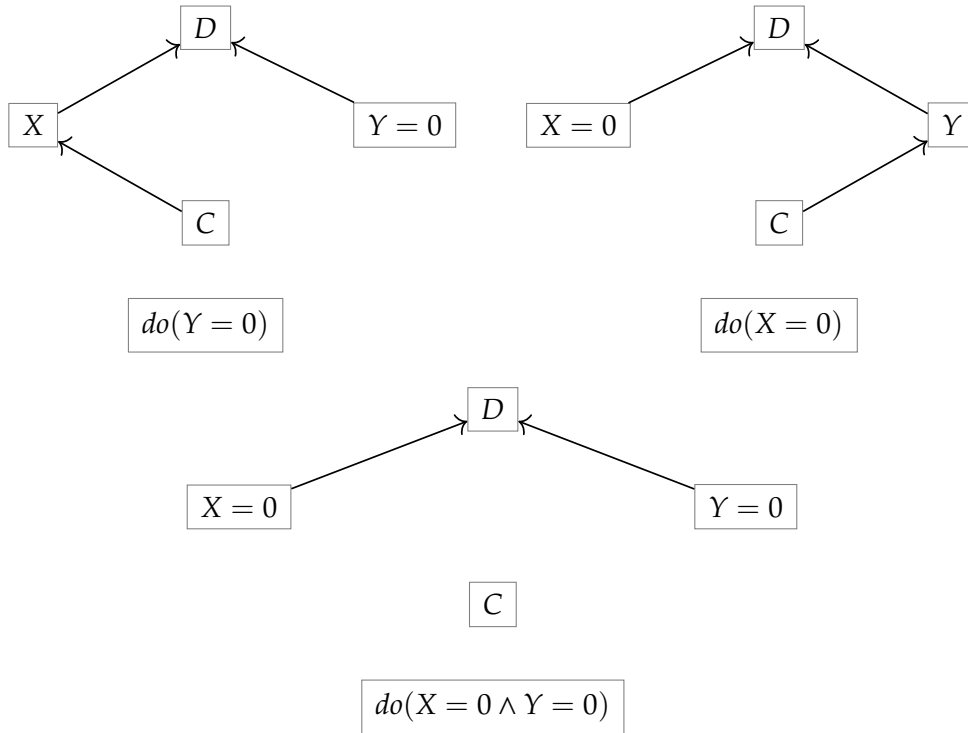 D D
X Y = 0 X = 0 Y
C C
do(Y = 0) do(X = 0)
D
X = 0 Y = 0
C
do(X = 0 ∧ Y = 0)